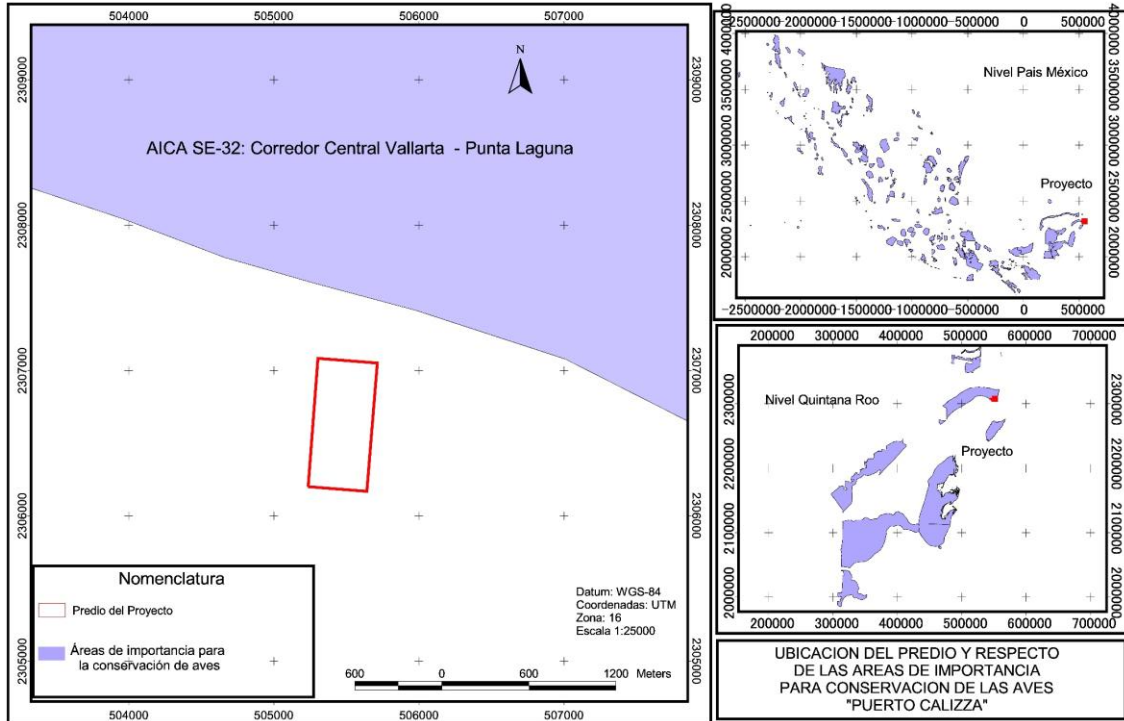 504000 505000 506000 507000
N
AICA SE-32: Corredor Central Vallarta - Punta Laguna
2309000 2309000
2308000 2308000
2307000 2307000
2306000 2306000
2305000 2305000
Nomenclatura
Predio del Proyecto
Áreas de importancia para
la conservación de aves
Datum: WGS-84
Coordenadas: UTM
Zona: 16
Escala 1:25000
600 0 600 1200 Meters
504000 505000 506000 507000
-2500000 -2000000 -1500000 -1000000 -500000 0 500000
Nivel Pais México
Proyecto
4000000
3500000
3000000
2500000
2000000
-2500000 -2000000 -1500000 -1000000 -500000 0 500000
200000 300000 400000 500000 600000 700000
Nivel Quintana Roo
Proyecto
2300000 2300000
2200000 2200000
2100000 2100000
2000000 2000000
200000 300000 400000 500000 600000 700000
UBICACION DEL PREDIO Y RESPECTO
DE LAS AREAS DE IMPORTANCIA
PARA CONSERVACION DE LAS AVES
"PUERTO CALIZZA"